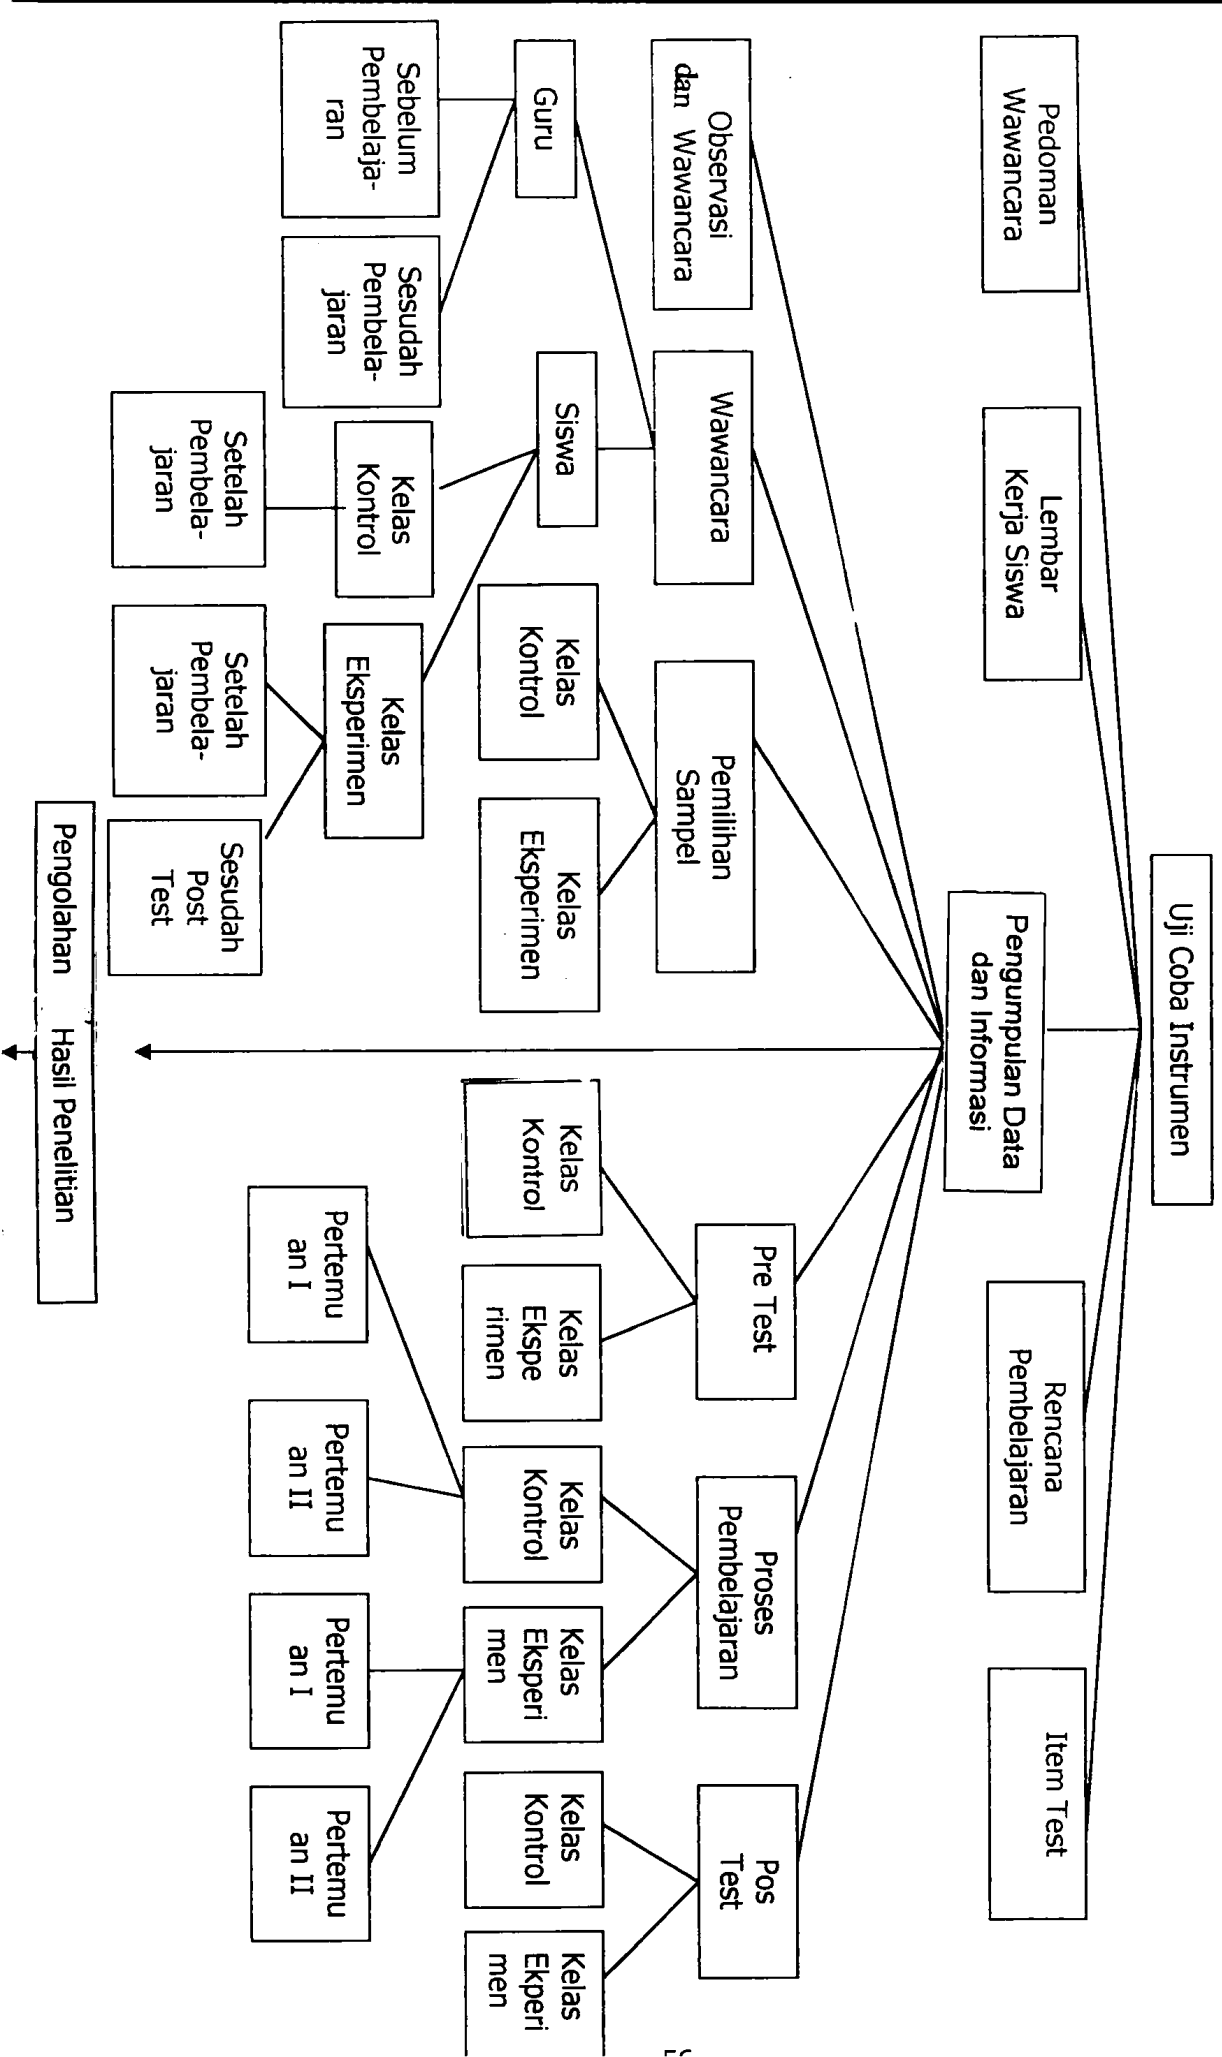 Uji Coba Instrumen
Pedoman
Wawancara
Lembar
Kerja Siswa
Rencana
Pembelajaran
Item Test
Pengumpulan Data
dan Informasi
Observasi
dan Wawancara
Wawancara
Pemilihan
Sampel
Pre Test
Proses
Pembelajaran
Pos
Test
Guru
Siswa
Kelas
Kontrol
Kelas
Eksperimen
Kelas
Kontrol
Kelas
Ekspe
rimen
Kelas
Kontrol
Kelas
Eksperi
men
Kelas
Kontrol
Kelas
Ekperi
men
Sebelum
Pembelaja-
ran
Sesudah
Pembela-
jaran
Kelas
Kontrol
Kelas
Eksperimen
Pertemu
an I
Pertemu
an II
Pertemu
an I
Pertemu
an II
Setelah
Pembela-
jaran
Setelah
Pembela-
jaran
Sesudah
Post
Test
Pengolahan Hasil Penelitian